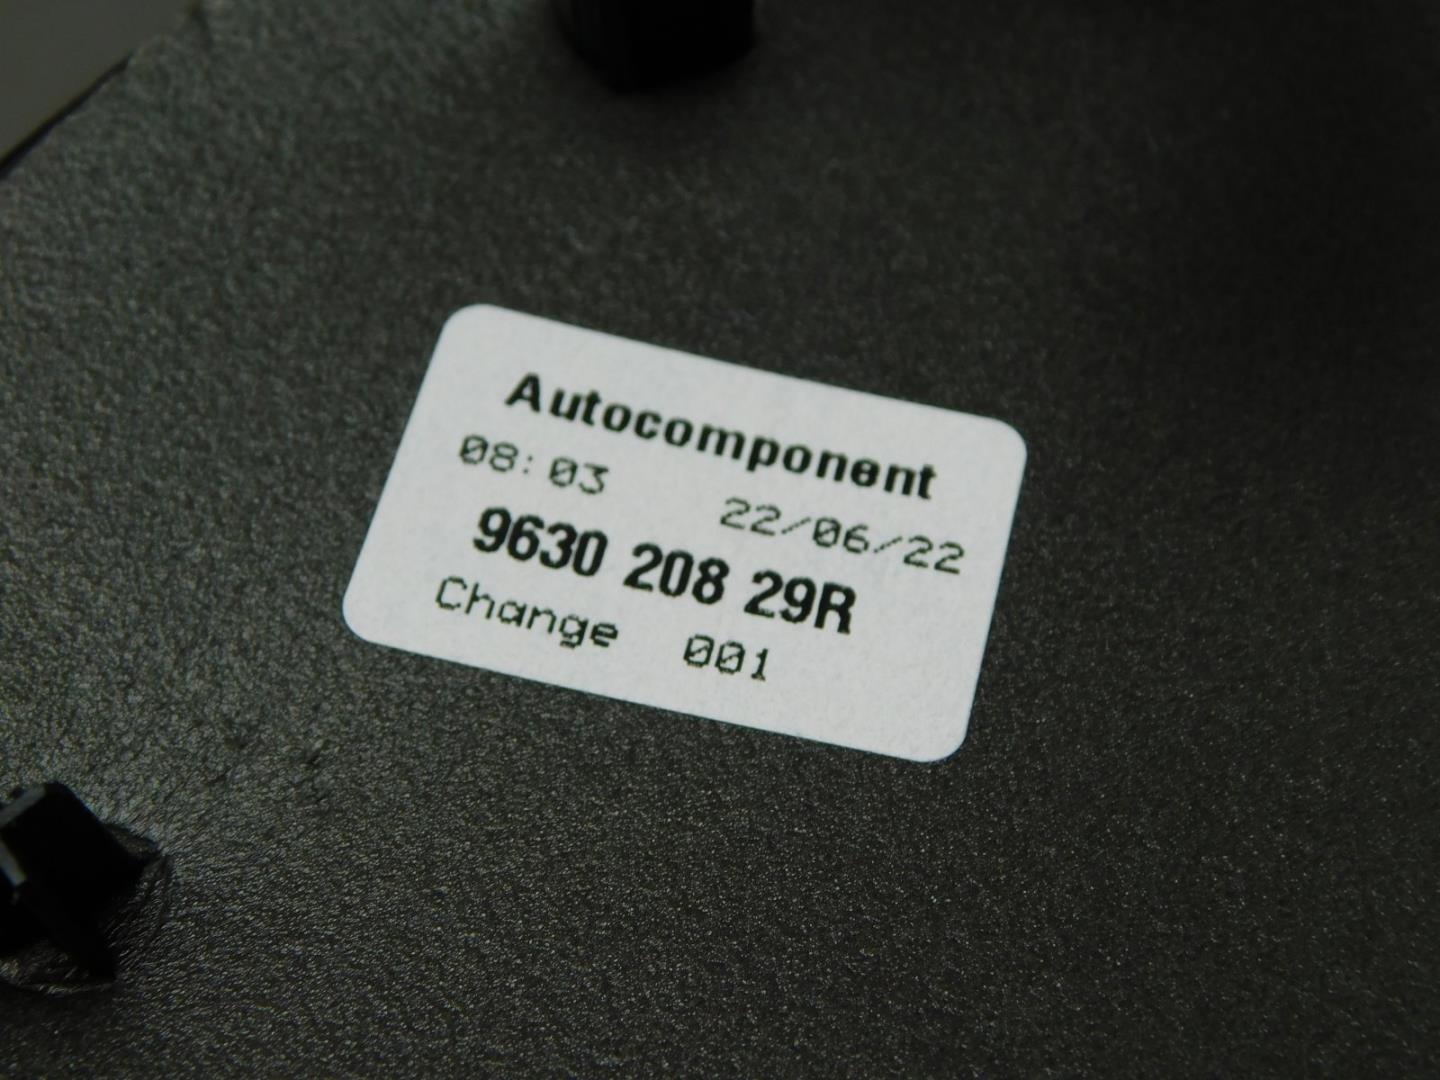 Autocomponent
08:03 22/06/22
9630 208 29R
Change 001